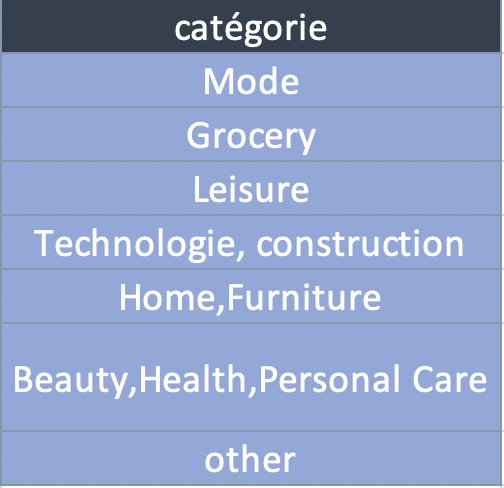 catégorie
Mode
Grocery
Leisure
Technologie, construction
Home,Furniture
Beauty,Health,Personal Care
other